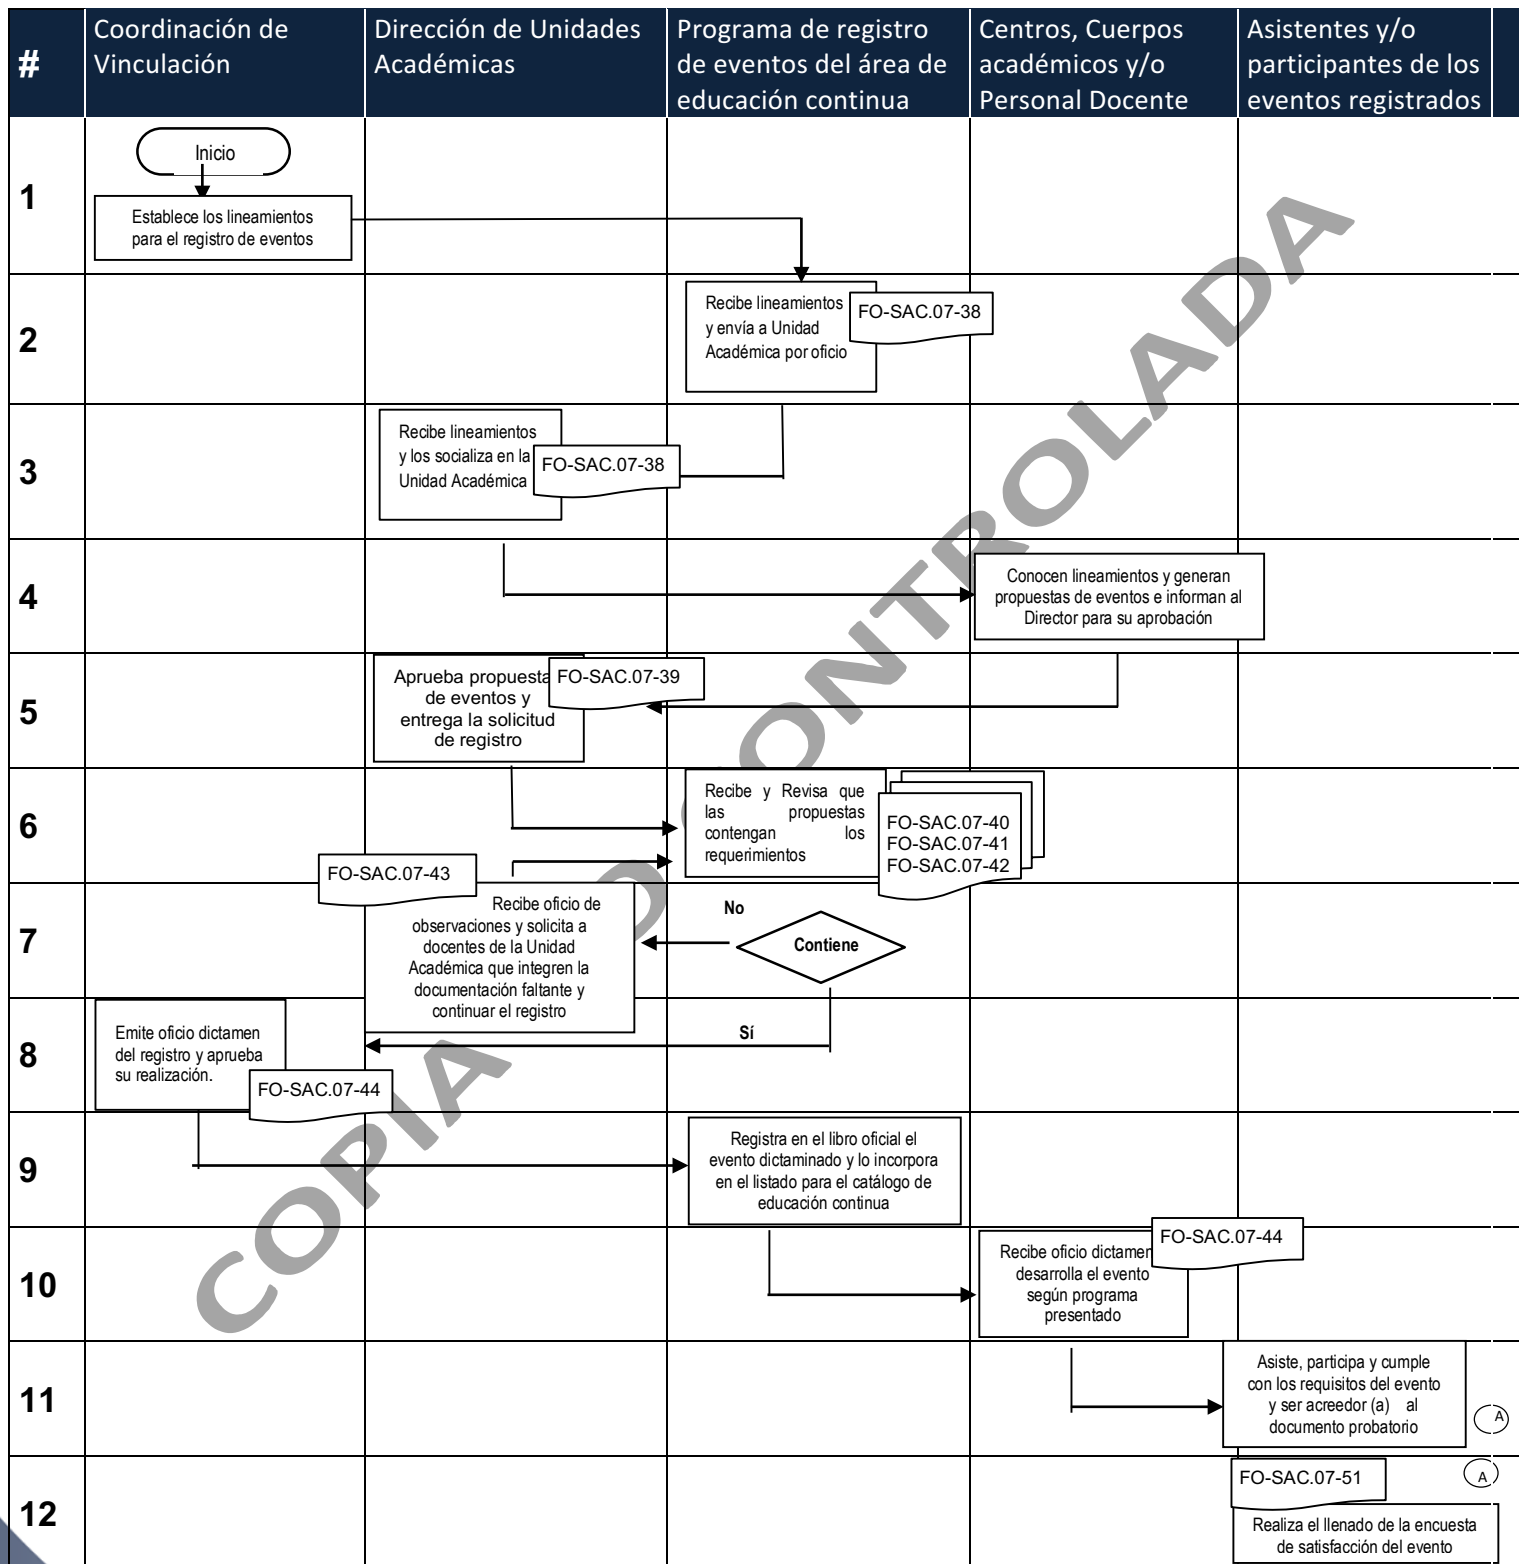 #
Coordinación de
Vinculación
Dirección de Unidades
Académicas
Programa de registro
de eventos del área de
educación continua
Centros, Cuerpos
académicos y/o
Personal Docente
Asistentes y/o
participantes de los
eventos registrados
1
Inicio
Establece los lineamientos
para el registro de eventos
2
Recibe lineamientos
y envía a Unidad
Académica por oficio
FO-SAC.07-38
3
Recibe lineamientos
y los socializa en la
Unidad Académica
FO-SAC.07-38
4
Conocen lineamientos y generan
propuestas de eventos e informan al
Director para su aprobación
5
Aprueba propuesta
de eventos y
entrega la solicitud
de registro
FO-SAC.07-39
6
Recibe y Revisa que
las propuestas
contengan los
requerimientos
FO-SAC.07-40
FO-SAC.07-41
FO-SAC.07-42
7
FO-SAC.07-43
Recibe oficio de
observaciones y solicita a
docentes de la Unidad
Académica que integren la
documentación faltante y
continuar el registro
No
Contiene
Sí
8
Emite oficio dictamen
del registro y aprueba
su realización.
FO-SAC.07-44
9
Registra en el libro oficial el
evento dictaminado y lo incorpora
en el listado para el catálogo de
educación continua
10
Recibe oficio dictamen
desarrolla el evento
según programa
presentado
FO-SAC.07-44
11
Asiste, participa y cumple
con los requisitos del evento
y ser acreedor (a) al
documento probatorio
A
12
FO-SAC.07-51
A
Realiza el llenado de la encuesta
de satisfacción del evento
COPIA
CONTROLADA